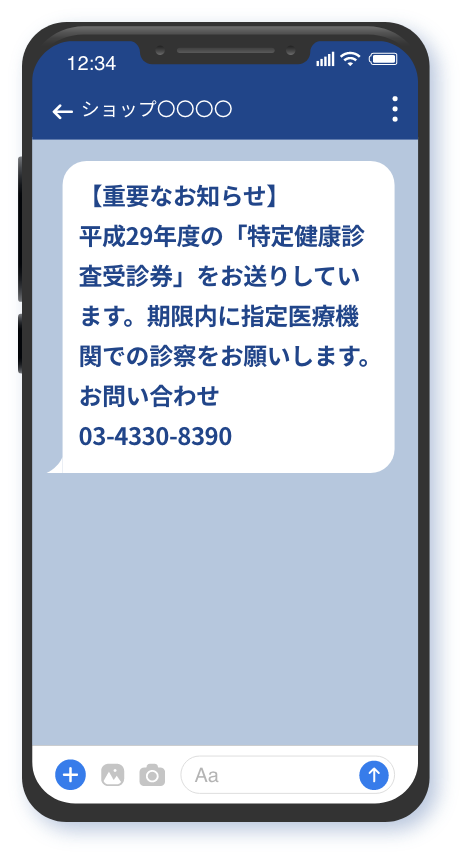 12:34
ショップ〇〇〇〇
【重要なお知らせ】
平成29年度の「特定健康診
査受診券」をお送りしてい
ます。期限内に指定医療機
関での診察をお願いします。
お問い合わせ
03-4330-8390
Aa